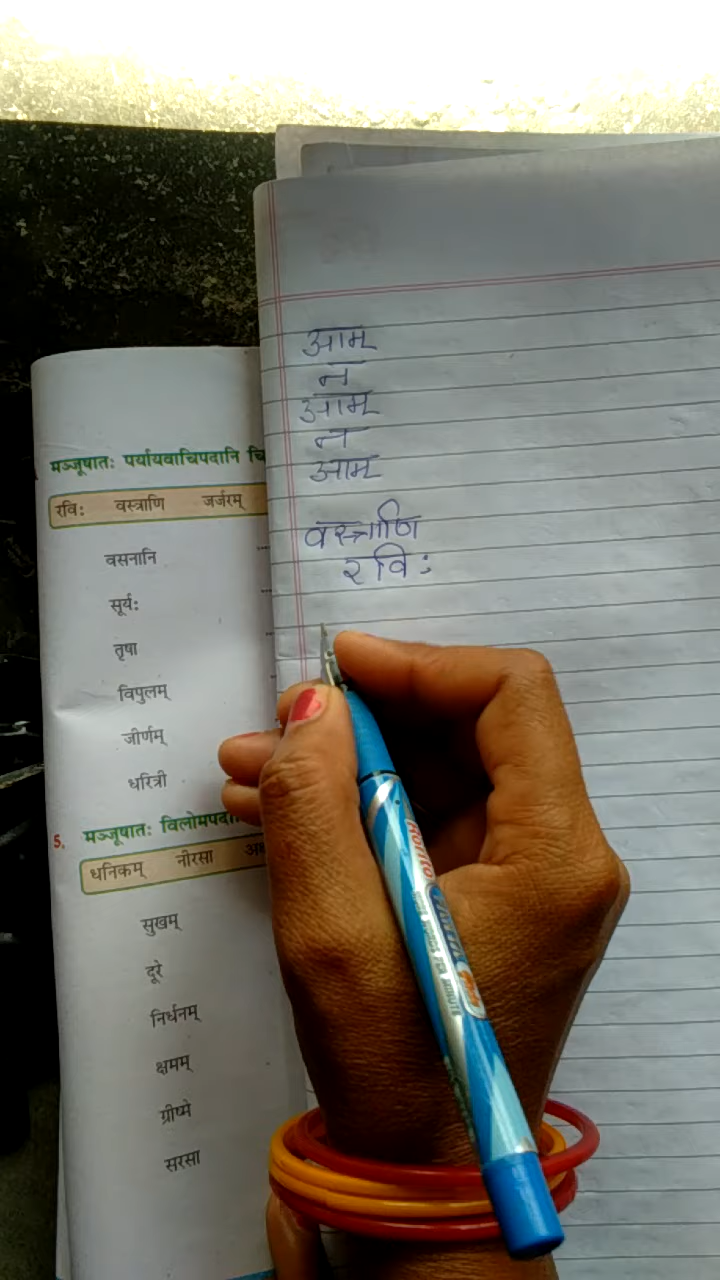 मञ्जूषातः पर्यायवाचिपदानि चि
रविः वस्त्राणि जर्जरम्
वसनानि
सूर्यः
तृषा
विपुलम्
जीर्णम्
धरित्री
5. मञ्जूषातः विलोमपदा
धनिकम् नीरसा
सुखम्
दूरे
निर्धनम्
क्षमम्
ग्रीष्मे
सरसा
आम्
न
आम्
न
आम्
वस्त्राणि
रविः